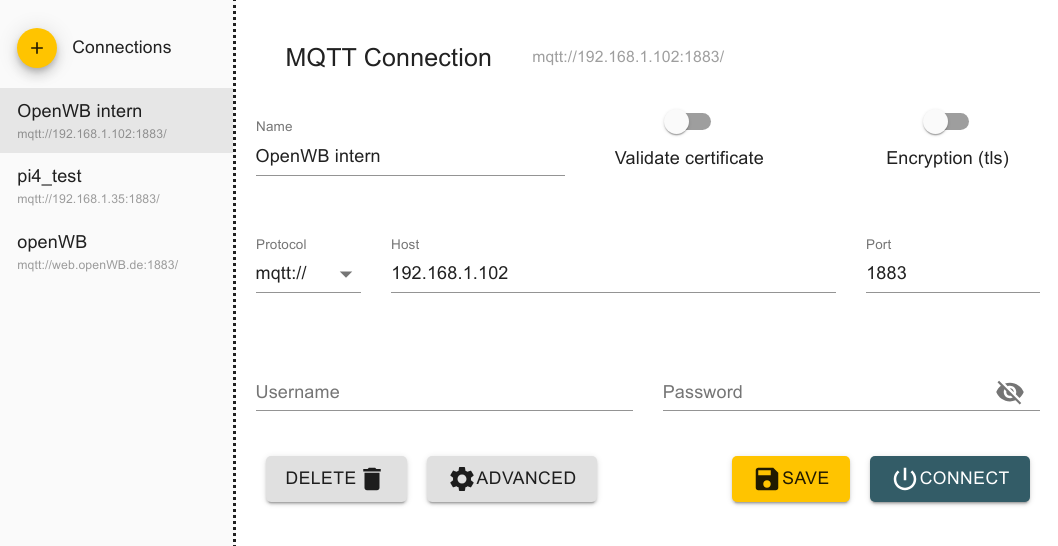 + Connections
OpenWB intern
mqtt://192.168.1.102:1883/
pi4_test
mqtt://192.168.1.35:1883/
openWB
mqtt://web.openWB.de:1883/
MQTT Connection mqtt://192.168.1.102:1883/
Name
OpenWB intern
Validate certificate Encryption (tls)
Protocol Host Port
mqtt:// 192.168.1.102 1883
Username Password
DELETE ADVANCED SAVE CONNECT